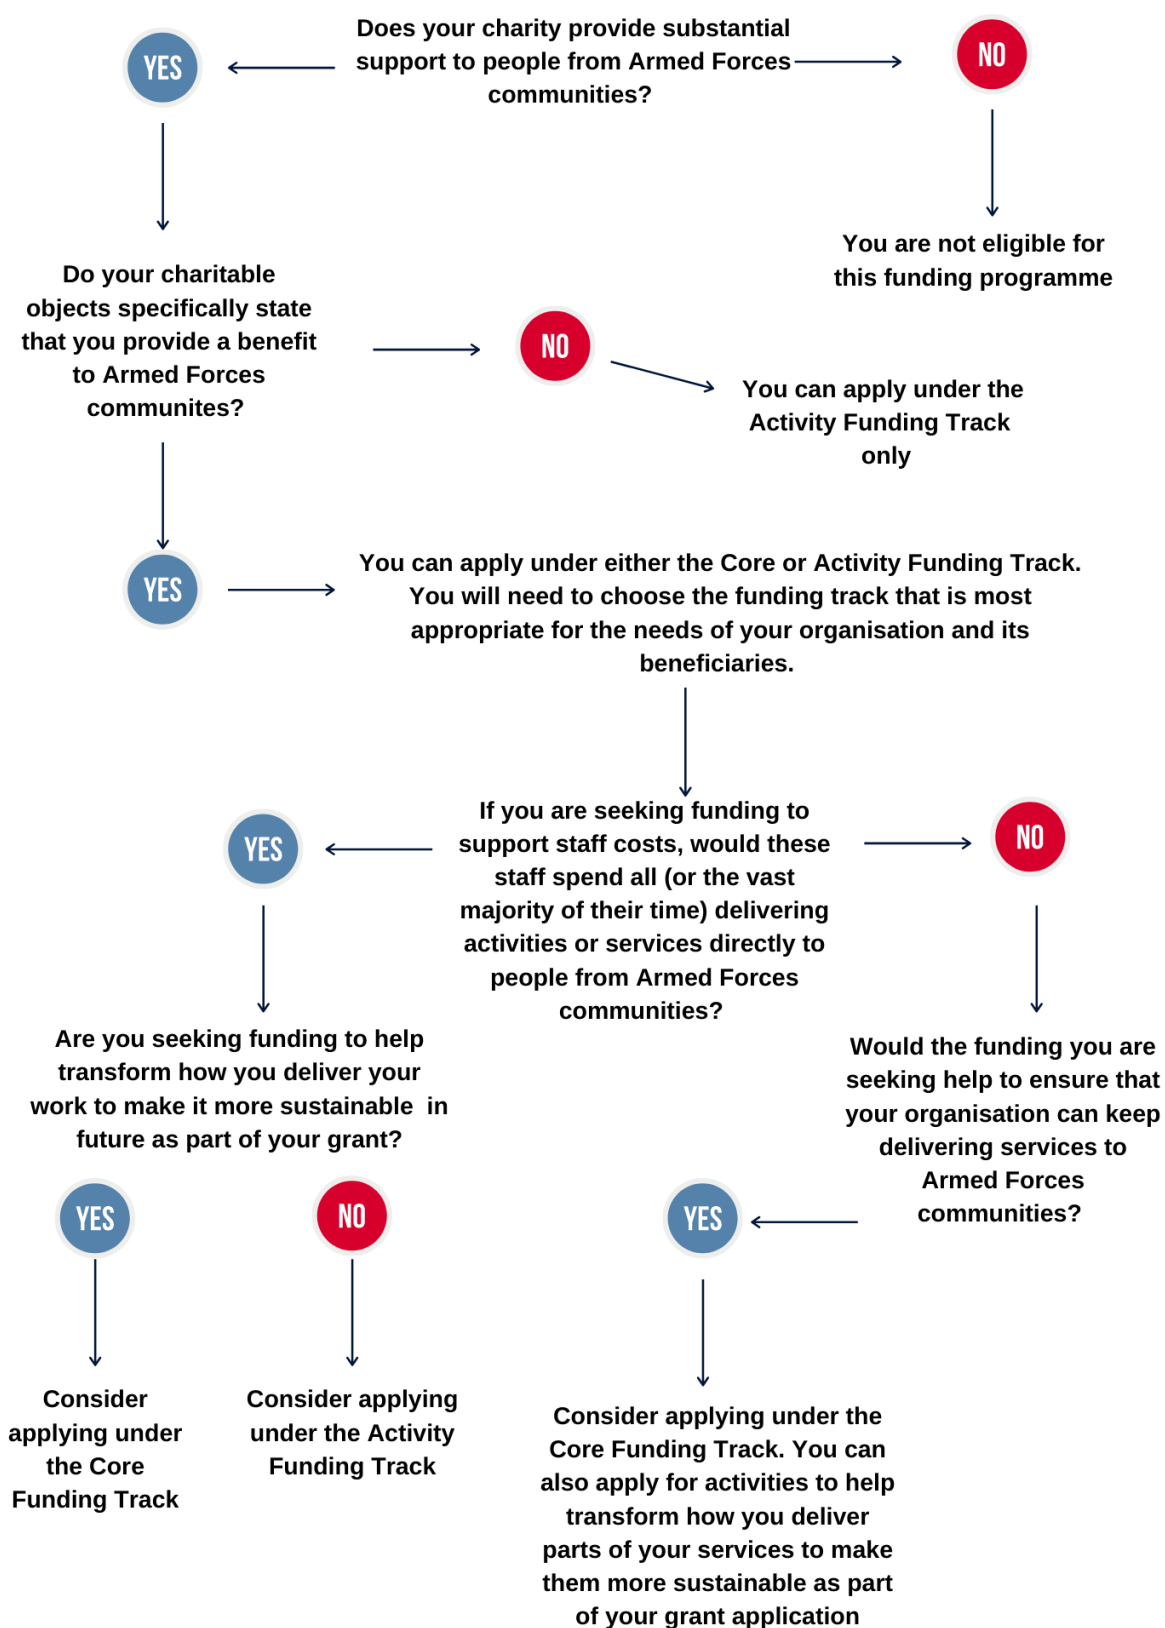 Does your charity provide substantial
support to people from Armed Forces
communities?
YES
NO
You are not eligible for
this funding programme
Do your charitable
objects specifically state
that you provide a benefit
to Armed Forces
communites?
NO
You can apply under the
Activity Funding Track
only
YES
You can apply under either the Core or Activity Funding Track.
You will need to choose the funding track that is most
appropriate for the needs of your organisation and its
beneficiaries.
If you are seeking funding to
support staff costs, would these
staff spend all (or the vast
majority of their time) delivering
activities or services directly to
people from Armed Forces
communities?
YES
NO
Are you seeking funding to help
transform how you deliver your
work to make it more sustainable in
future as part of your grant?
Would the funding you are
seeking help to ensure that
your organisation can keep
delivering services to
Armed Forces
communities?
YES
NO
YES
Consider
applying under
the Core
Funding Track
Consider applying
under the Activity
Funding Track
Consider applying under the
Core Funding Track. You can
also apply for activities to help
transform how you deliver
parts of your services to make
them more sustainable as part
of your grant application